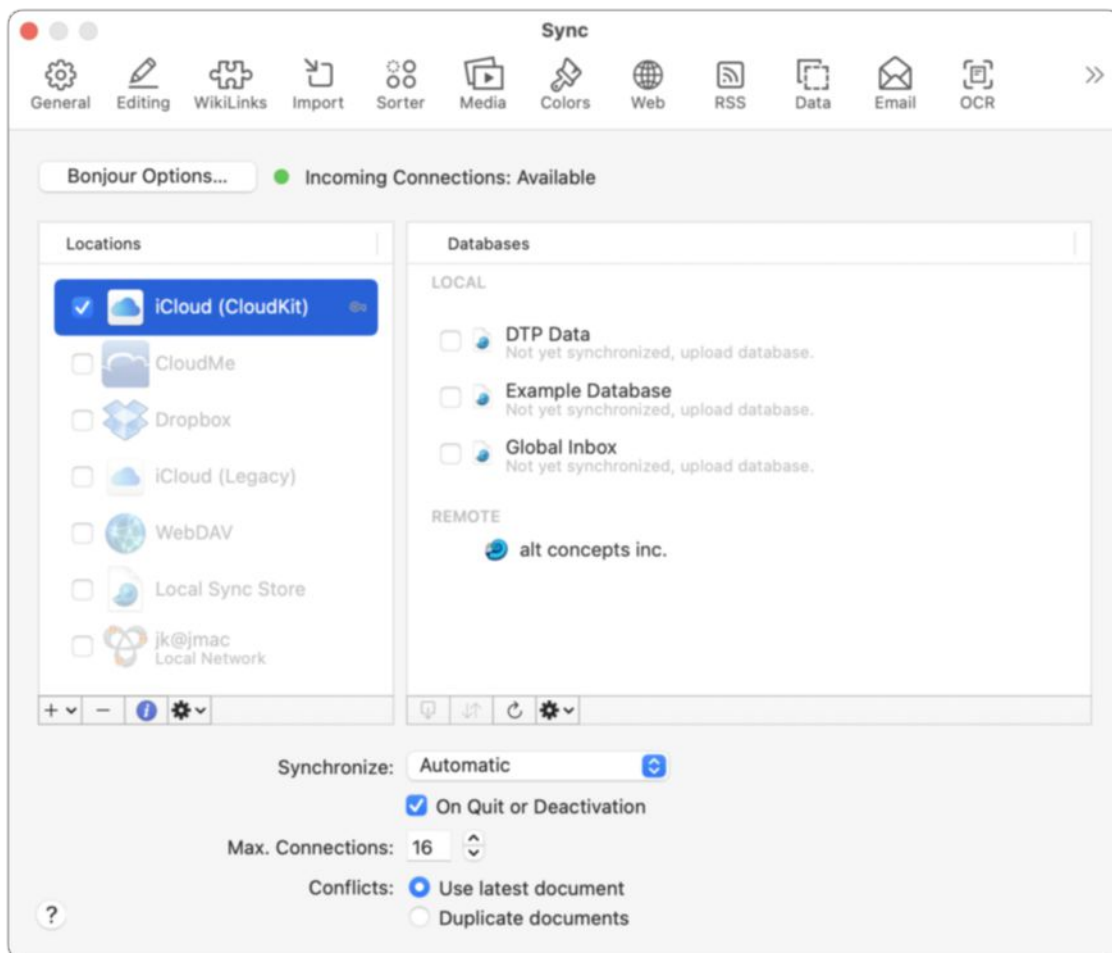 Sync
General Editing WikiLinks Import Sorter Media Colors Web RSS Data Email OCR
Bonjour Options... Incoming Connections: Available
Locations
iCloud (CloudKit)
CloudMe
Dropbox
iCloud (Legacy)
WebDAV
Local Sync Store
jk@jmac
Local Network
Databases
LOCAL
DTP Data
Not yet synchronized, upload database.
Example Database
Not yet synchronized, upload database.
Global Inbox
Not yet synchronized, upload database.
REMOTE
alt concepts inc.
Synchronize: Automatic
On Quit or Deactivation
Max. Connections: 16
Conflicts: Use latest document
Duplicate documents
?